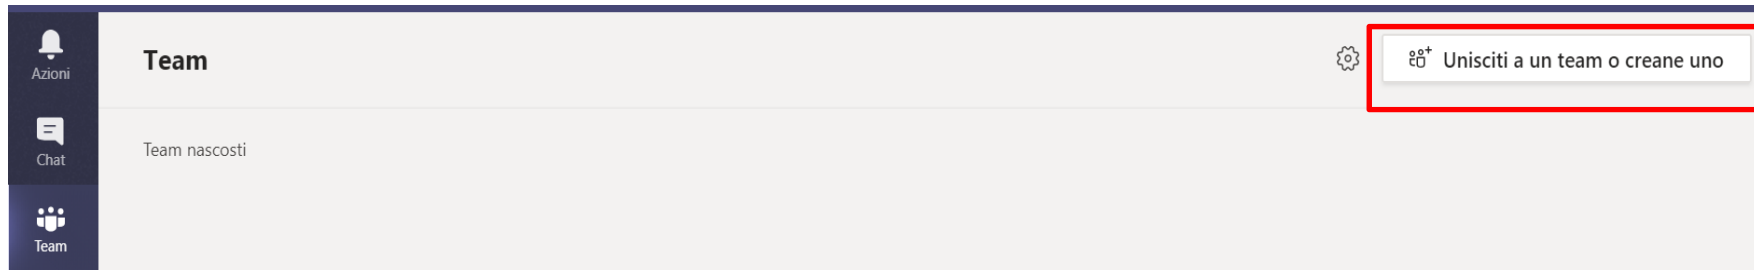 Azioni
Team
Unisciti a un team o creane uno
Chat
Team nascosti
Team